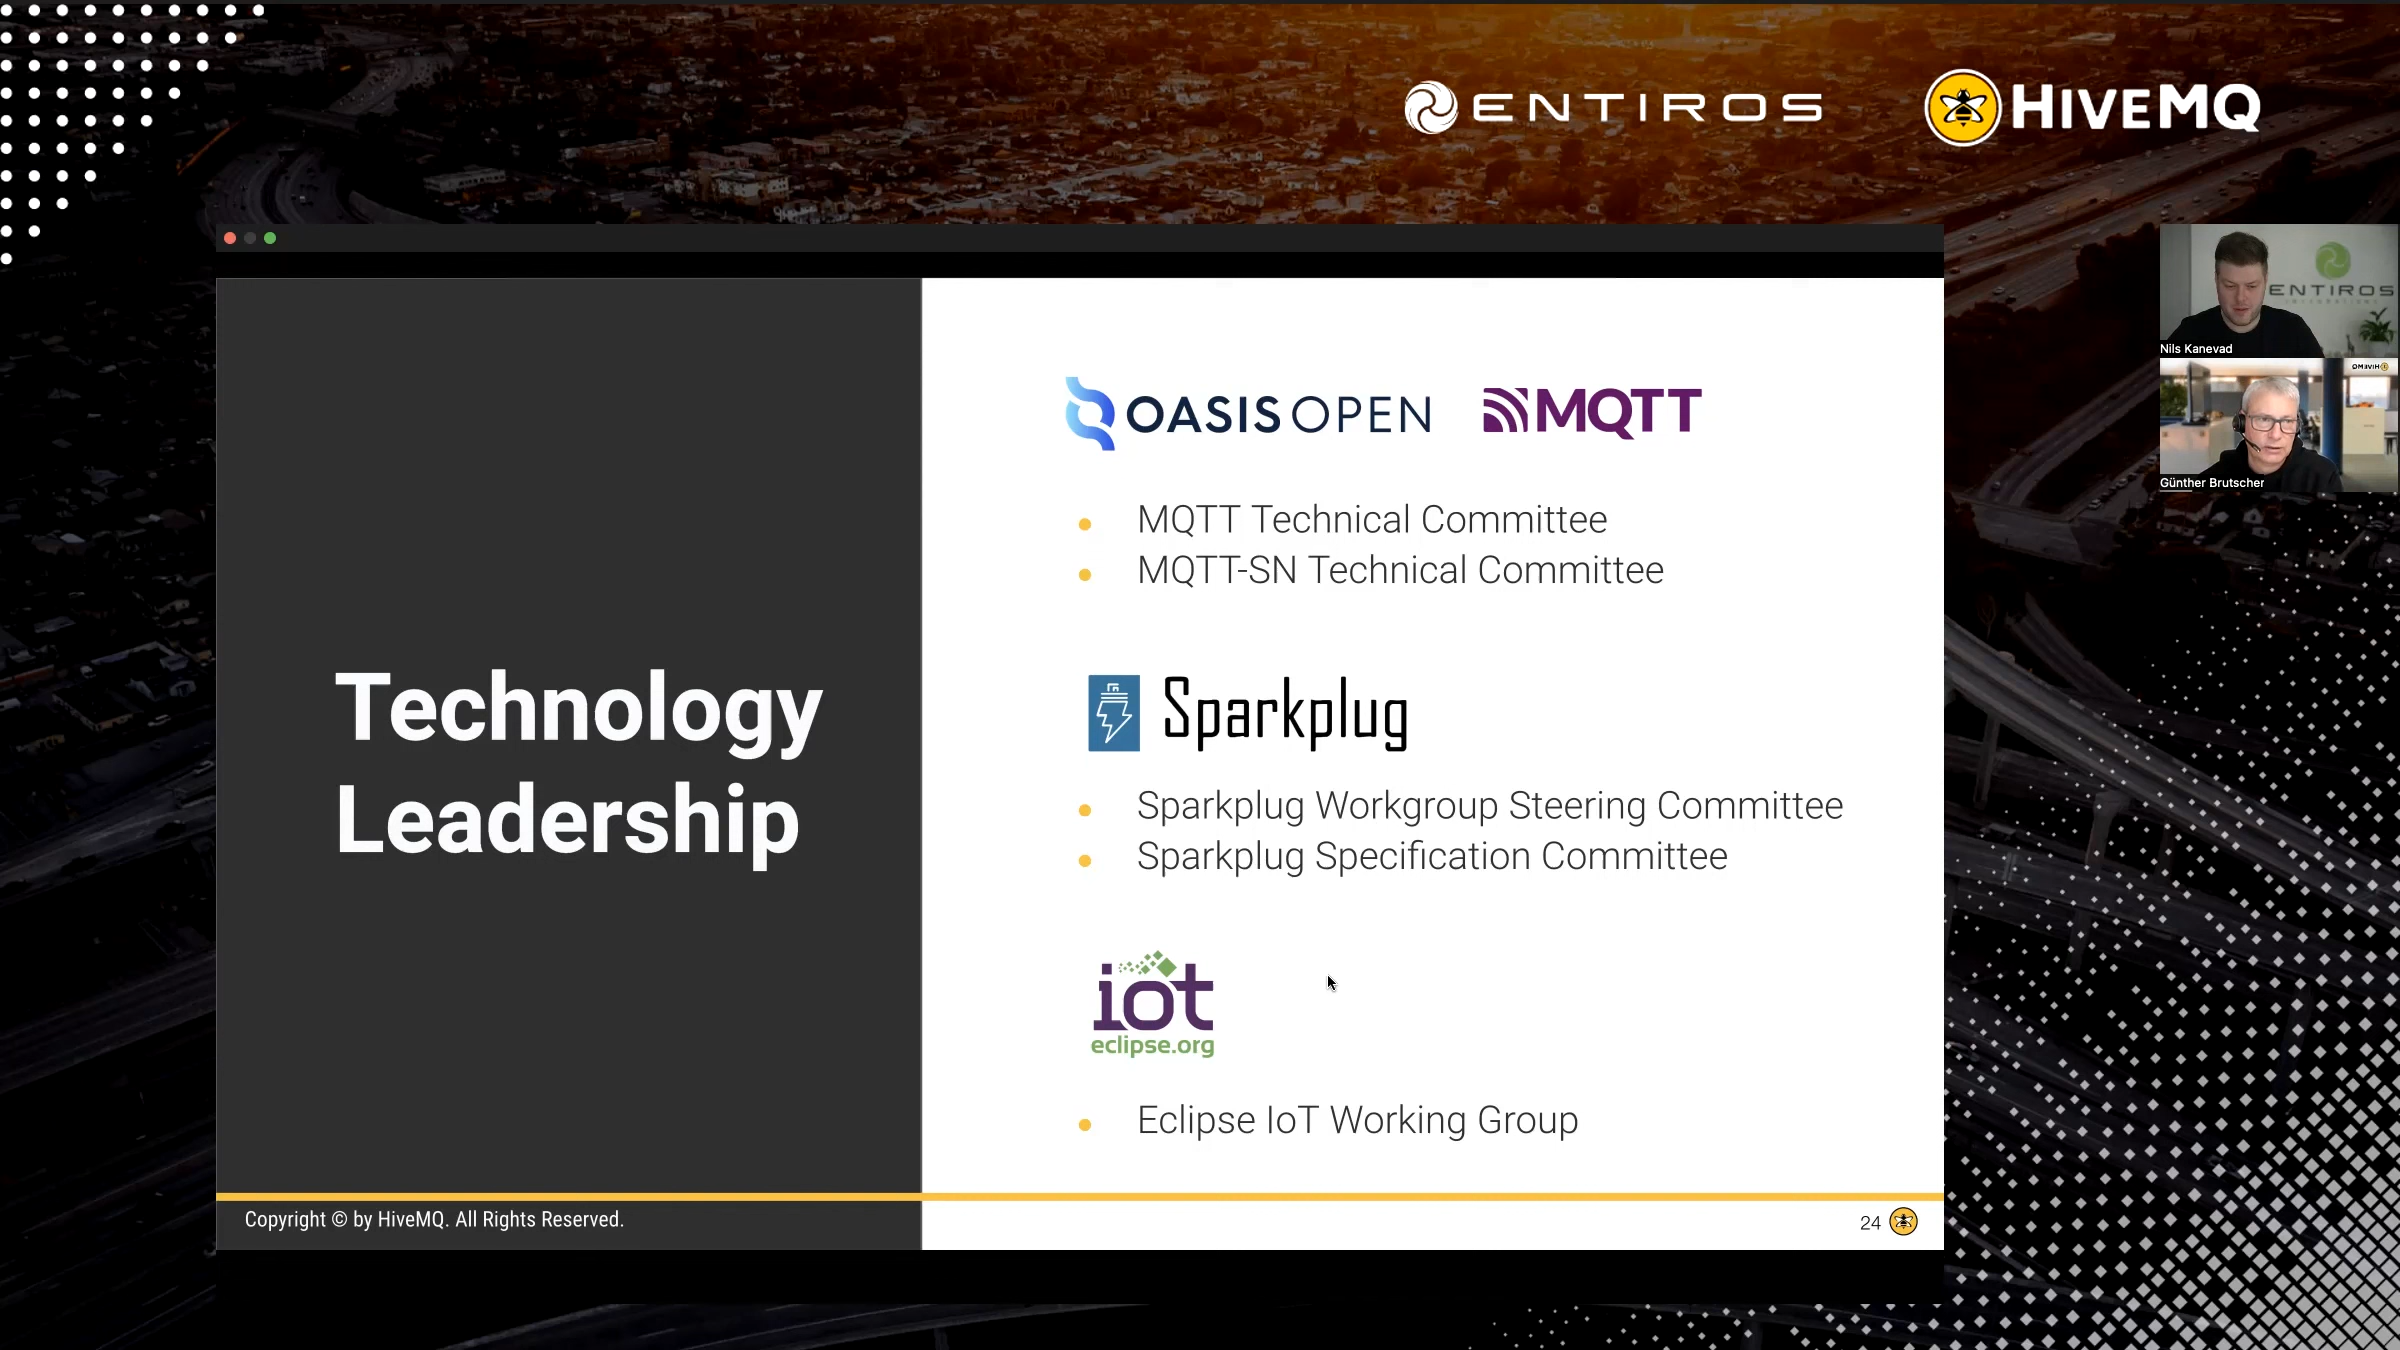 ENTIROS
HIVEMQ
ENTIROS
Nils Kanevad
HIVEMQ
Günther Brutscher
Technology
Leadership
OASIS OPEN
MQTT
MQTT Technical Committee
MQTT-SN Technical Committee
Sparkplug
Sparkplug Workgroup Steering Committee
Sparkplug Specification Committee
iot
eclipse.org
Eclipse IoT Working Group
Copyright © by HiveMQ. All Rights Reserved.
24